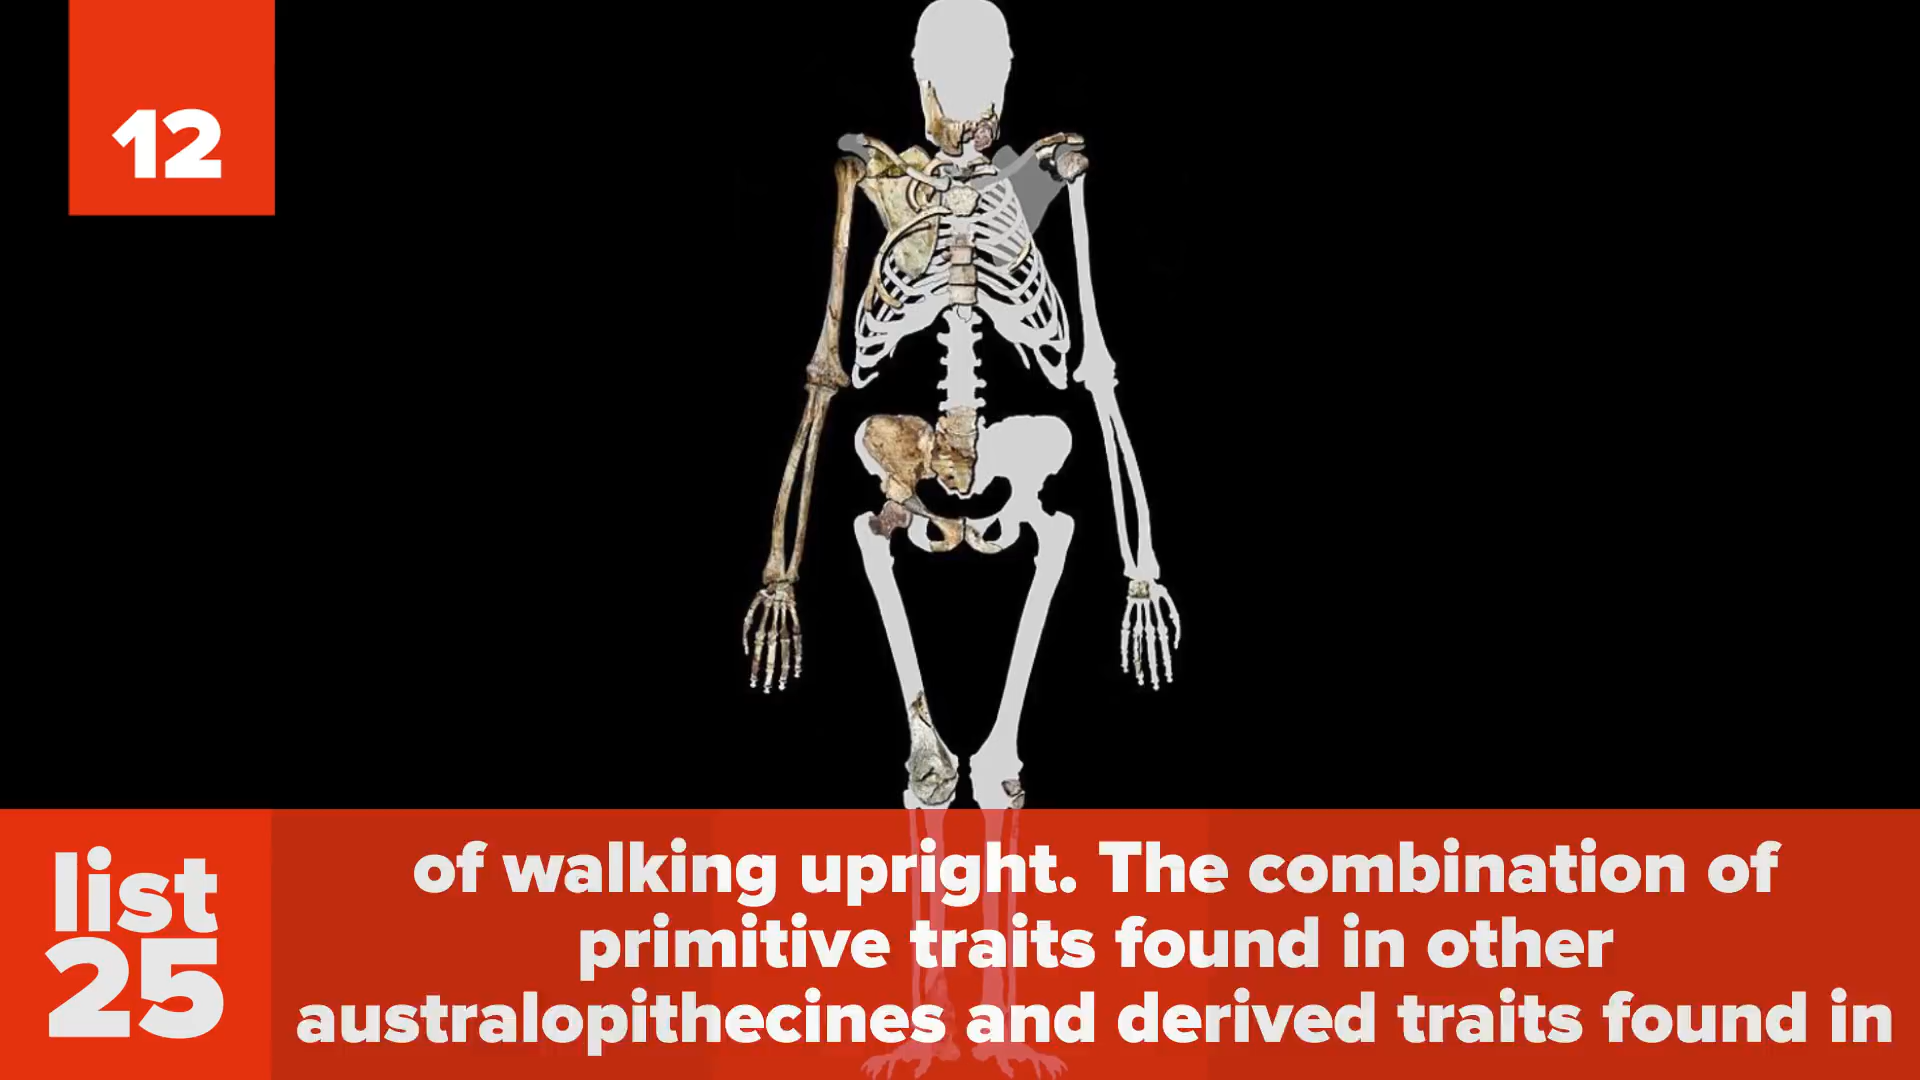 12
list
25
of walking upright. The combination of
primitive traits found in other
australopithecines and derived traits found in